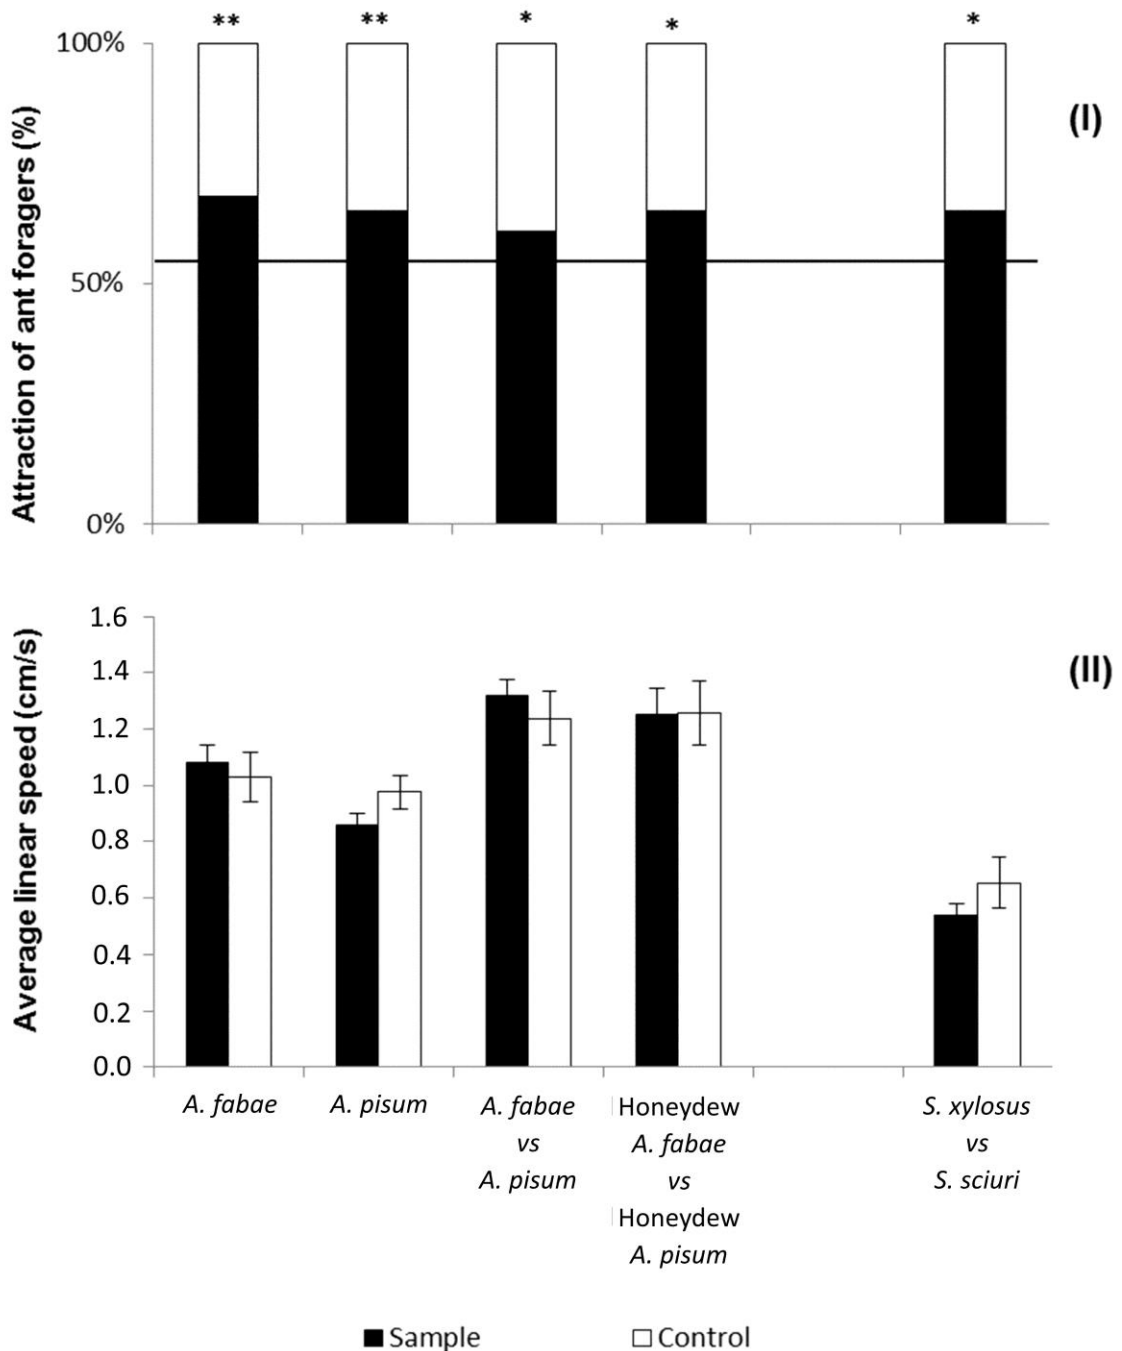 ** ** * * *
100%
50%
0%
Attraction of ant foragers (%)
(I)
1.6
1.4
1.2
1.0
0.8
0.6
0.4
0.2
0.0
Average linear speed (cm/s)
(II)
A. fabae
A. pisum
A. fabae
vs
A. pisum
Honeydew
A. fabae
vs
Honeydew
A. pisum
S. xylosus
vs
S. sciuri
Sample
Control